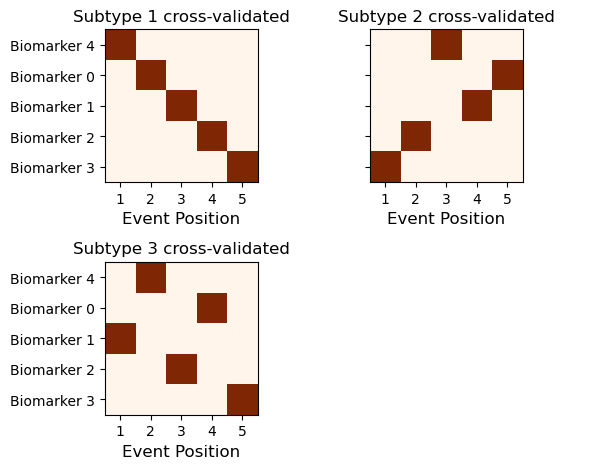 Subtype 1 cross-validated
Biomarker 4
Biomarker 0
Biomarker 1
Biomarker 2
Biomarker 3
1 2 3 4 5
Event Position
Subtype 2 cross-validated
1 2 3 4 5
Event Position
Subtype 3 cross-validated
Biomarker 4
Biomarker 0
Biomarker 1
Biomarker 2
Biomarker 3
1 2 3 4 5
Event Position